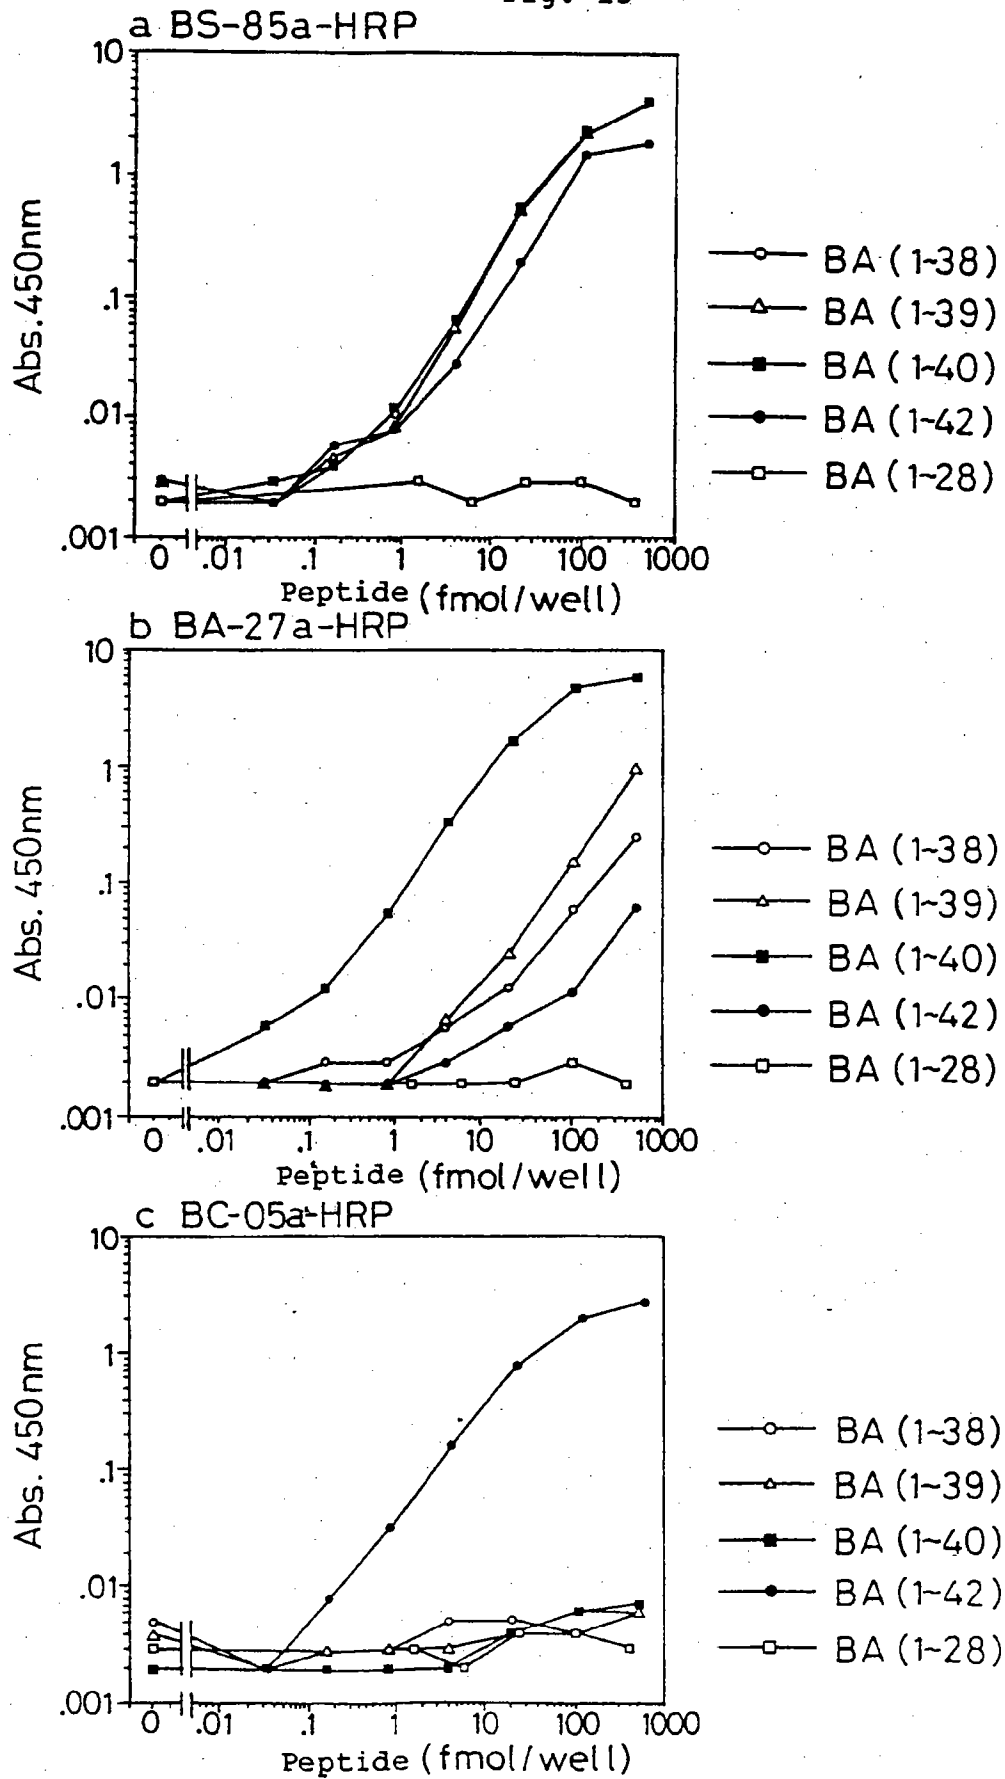 a BS-85a-HRP
10
1
.1
.01
.001
Abs. 450nm
0 .01 .1 1 10 100 1000
Peptide (fmol/well)
BA (1~38)
BA (1~39)
BA (1~40)
BA (1~42)
BA (1~28)
b BA-27a-HRP
10
1
.1
.01
.001
Abs. 450nm
0 .01 .1 1 10 100 1000
Peptide (fmol/well)
BA (1~38)
BA (1~39)
BA (1~40)
BA (1~42)
BA (1~28)
c BC-05a-HRP
10
1
.1
.01
.001
Abs. 450nm
0 .01 .1 1 10 100 1000
Peptide (fmol/well)
BA (1~38)
BA (1~39)
BA (1~40)
BA (1~42)
BA (1~28)